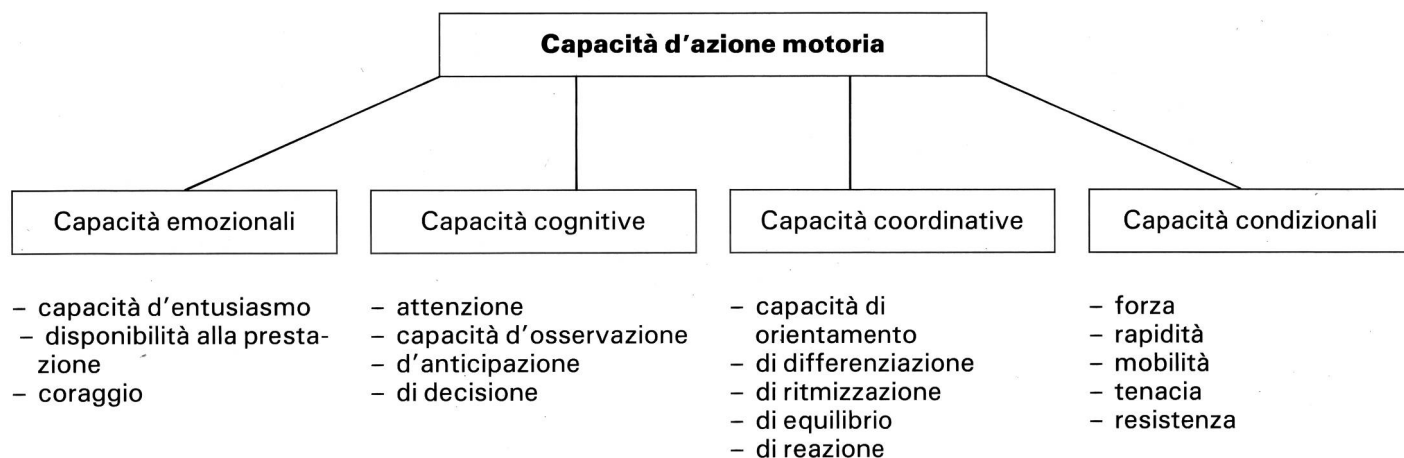 Capacità d'azione motoria
Capacità emozionali
Capacità cognitive
Capacità coordinative
Capacità condizionali
– capacità d'entusiasmo
– disponibilità alla presta-
zione
– coraggio
– attenzione
– capacità d'osservazione
– d'anticipazione
– di decisione
– capacità di
orientamento
– di differenziazione
– di ritmizzazione
– di equilibrio
– di reazione
– forza
– rapidità
– mobilità
– tenacia
– resistenza